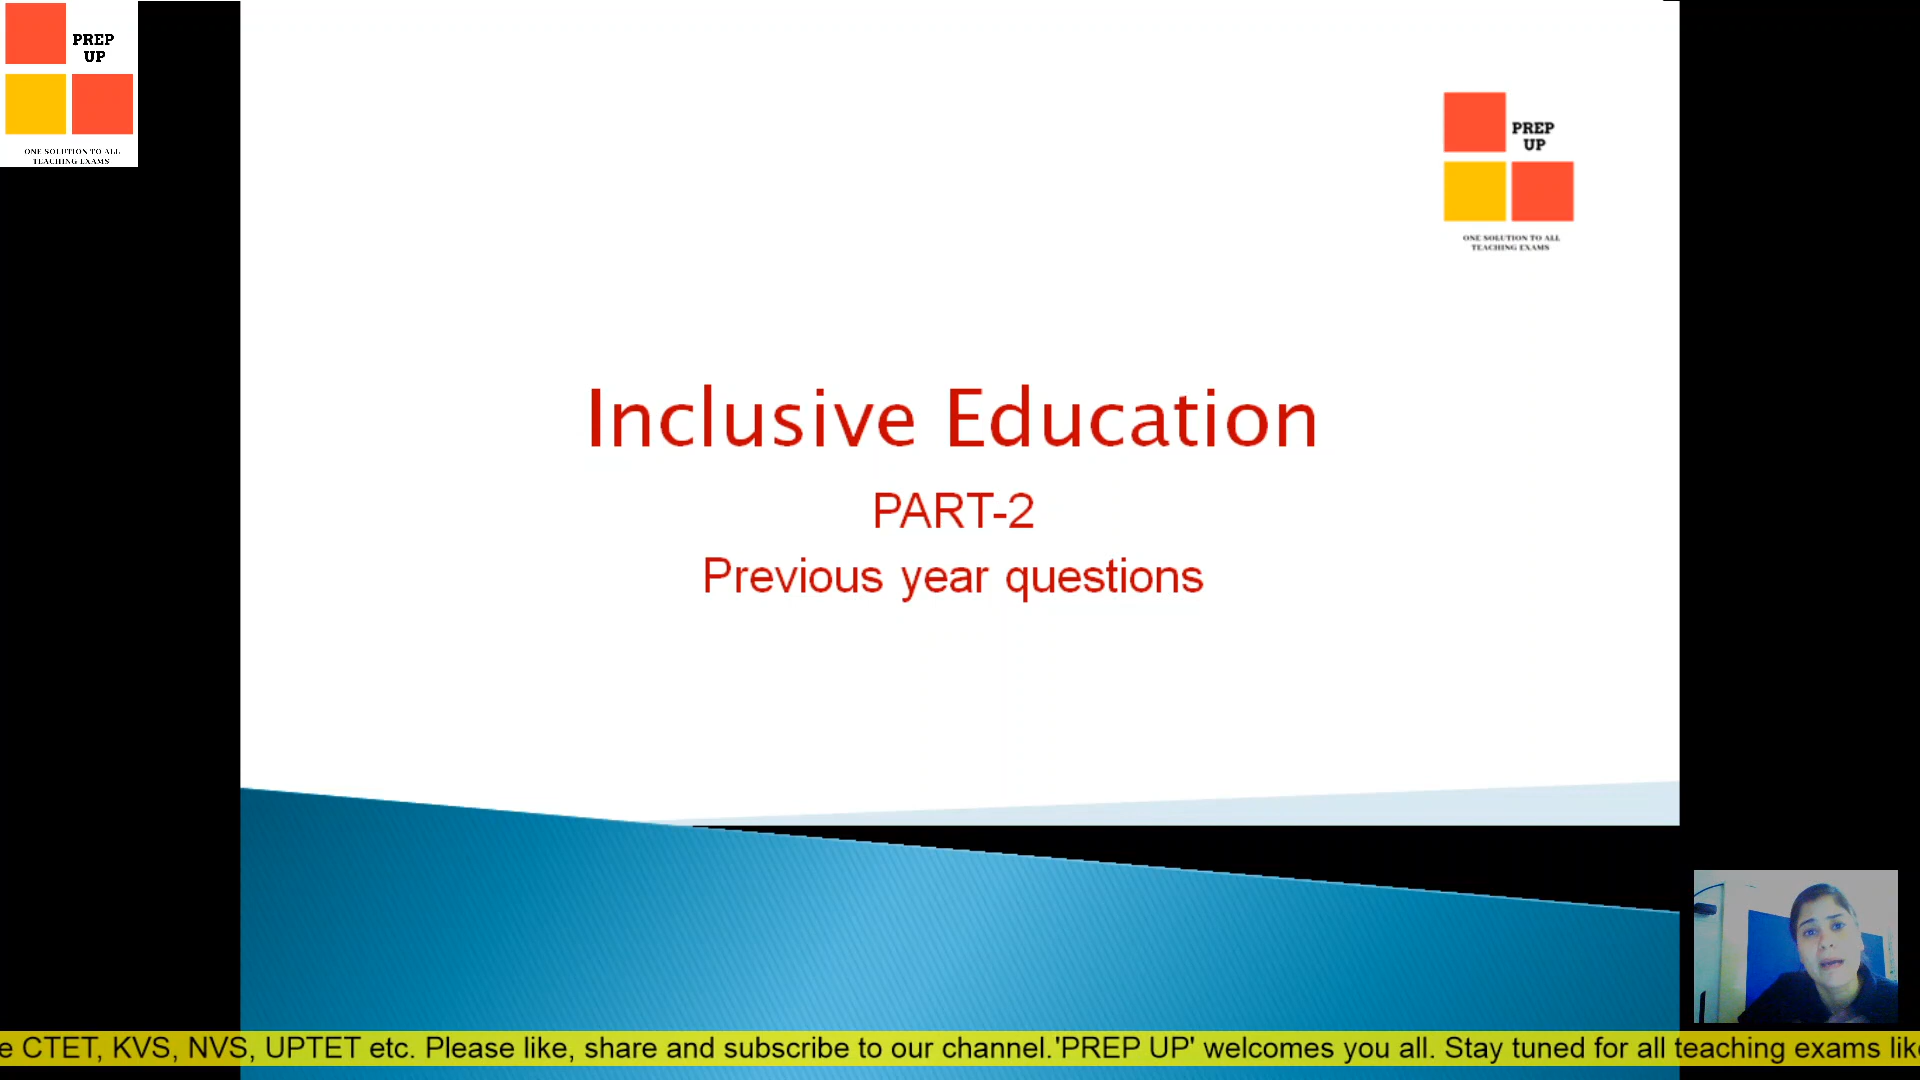 PREP
UP
ONE SOLUTION TO ALL
TEACHING EXAMS
PREP
UP
ONE SOLUTION TO ALL
TEACHING EXAMS
Inclusive Education
PART-2
Previous year questions
e CTET, KVS, NVS, UPTET etc. Please like, share and subscribe to our channel.'PREP UP' welcomes you all. Stay tuned for all teaching exams lik